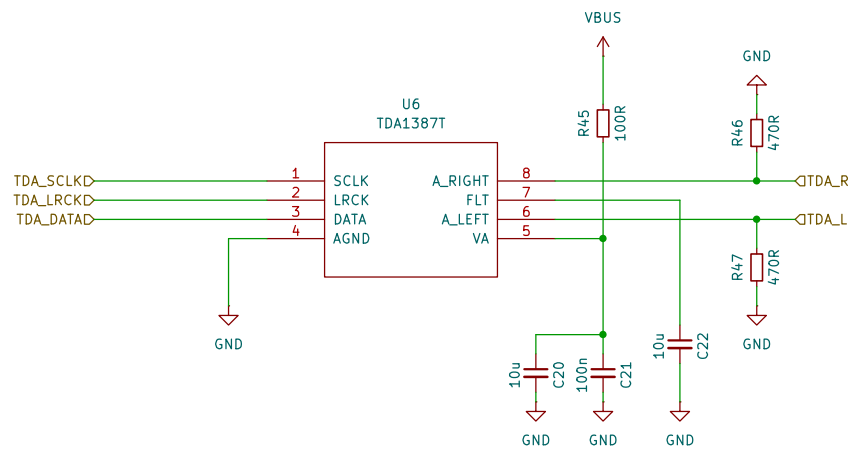 VBUS
GND
U6
TDA1387T
R45
100R
R46
470R
TDA_SCLK
1
SCLK
A_RIGHT
8
TDA_R
TDA_LRCK
2
LRCK
FLT
7
TDA_DATA
3
DATA
A_LEFT
6
TDA_L
4
AGND
VA
5
R47
470R
GND
GND
10u
C22
10u
C20
100n
C21
GND
GND
GND